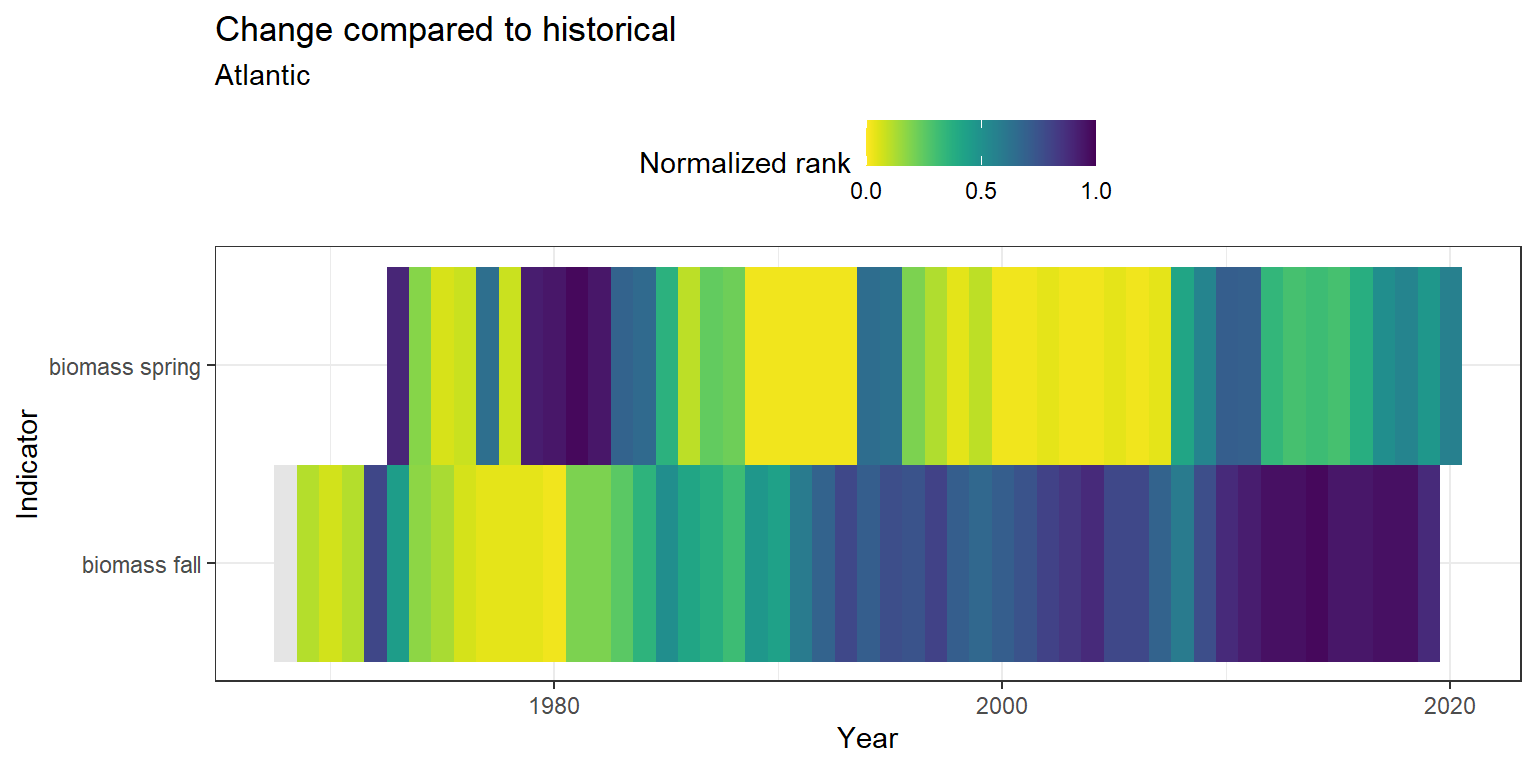 Change compared to historical
Atlantic
Normalized rank
0.0 0.5 1.0
Indicator
biomass spring
biomass fall
1980 2000 2020
Year